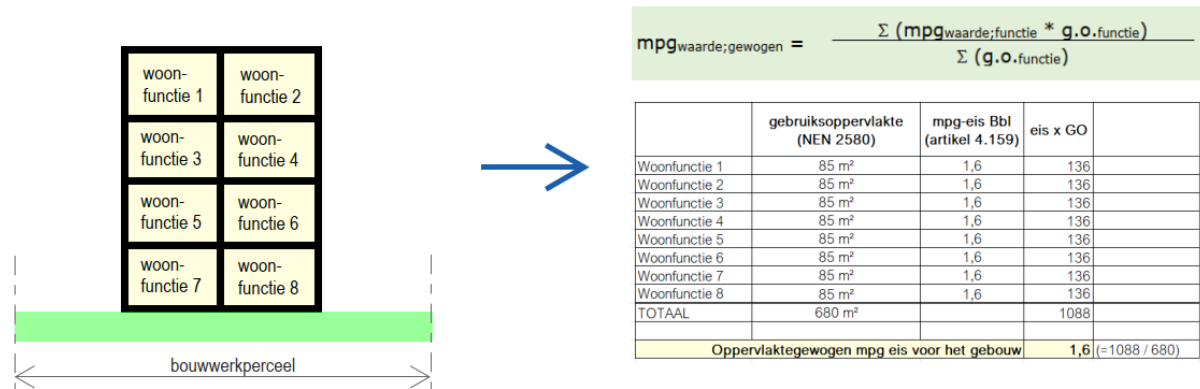 woon-
functie 1
woon-
functie 2
woon-
functie 3
woon-
functie 4
woon-
functie 5
woon-
functie 6
woon-
functie 7
woon-
functie 8
bouwwerkperceel
mpgwaarde;gewogen = Σ (mpgwaarde;functie * g.o.functie)
Σ (g.o.functie)
gebruiksoppervlakte (NEN 2580) mpg-eis Bbl (artikel 4.159) eis x GO
Woonfunctie 1 85 m² 1,6 136
Woonfunctie 2 85 m² 1,6 136
Woonfunctie 3 85 m² 1,6 136
Woonfunctie 4 85 m² 1,6 136
Woonfunctie 5 85 m² 1,6 136
Woonfunctie 6 85 m² 1,6 136
Woonfunctie 7 85 m² 1,6 136
Woonfunctie 8 85 m² 1,6 136
TOTAAL 680 m² 1088
Oppervlaktegewogen mpg eis voor het gebouw 1,6 (=1088 / 680)